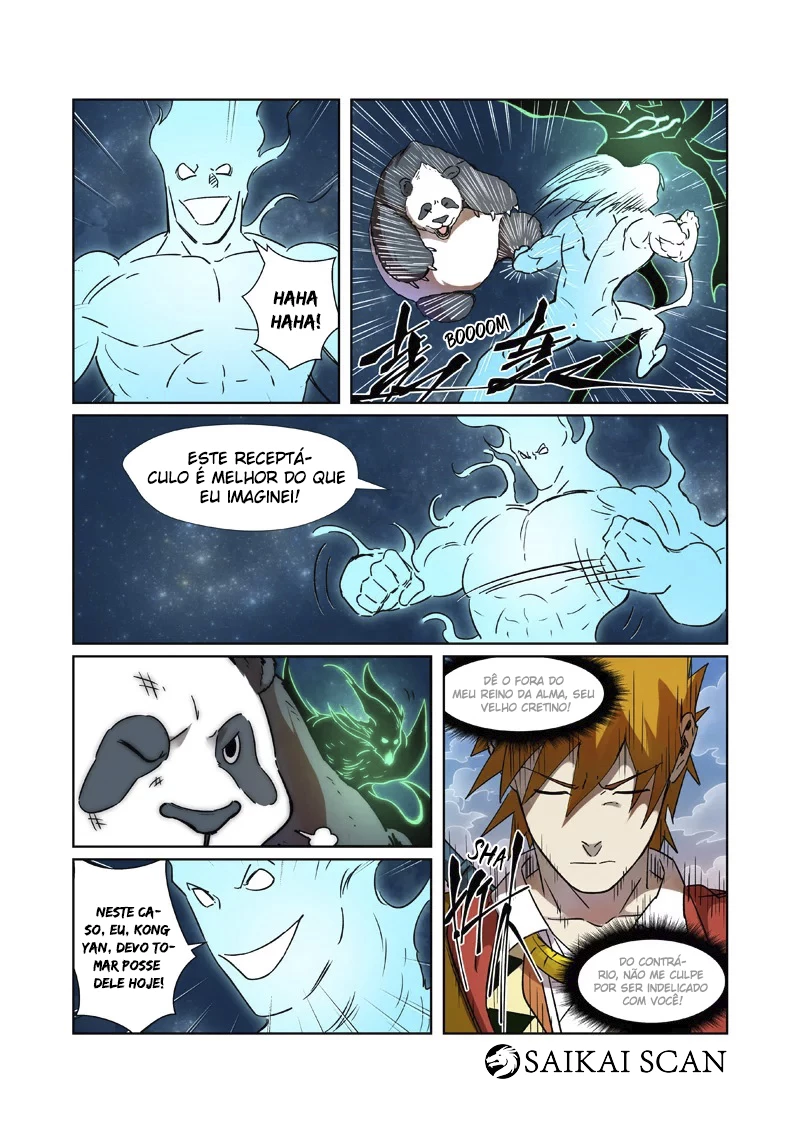 HAHA
HAHA!
BOOOOM
ESTE RECEPTÁ-
CULO É MELHOR DO QUE
EU IMAGINEI!
DÊ O FORA DO
MEU REINO DA ALMA, SEU
VELHO CRETINO!
SHA
NESTE CA-
SO, EU, KONG
YAN, DEVO TO-
MAR POSSE
DELE HOJE!
DO CONTRÁ-
RIO, NÃO ME CULPE
POR SER INDELICADO
COM VOCÊ!
SAIKAI SCAN